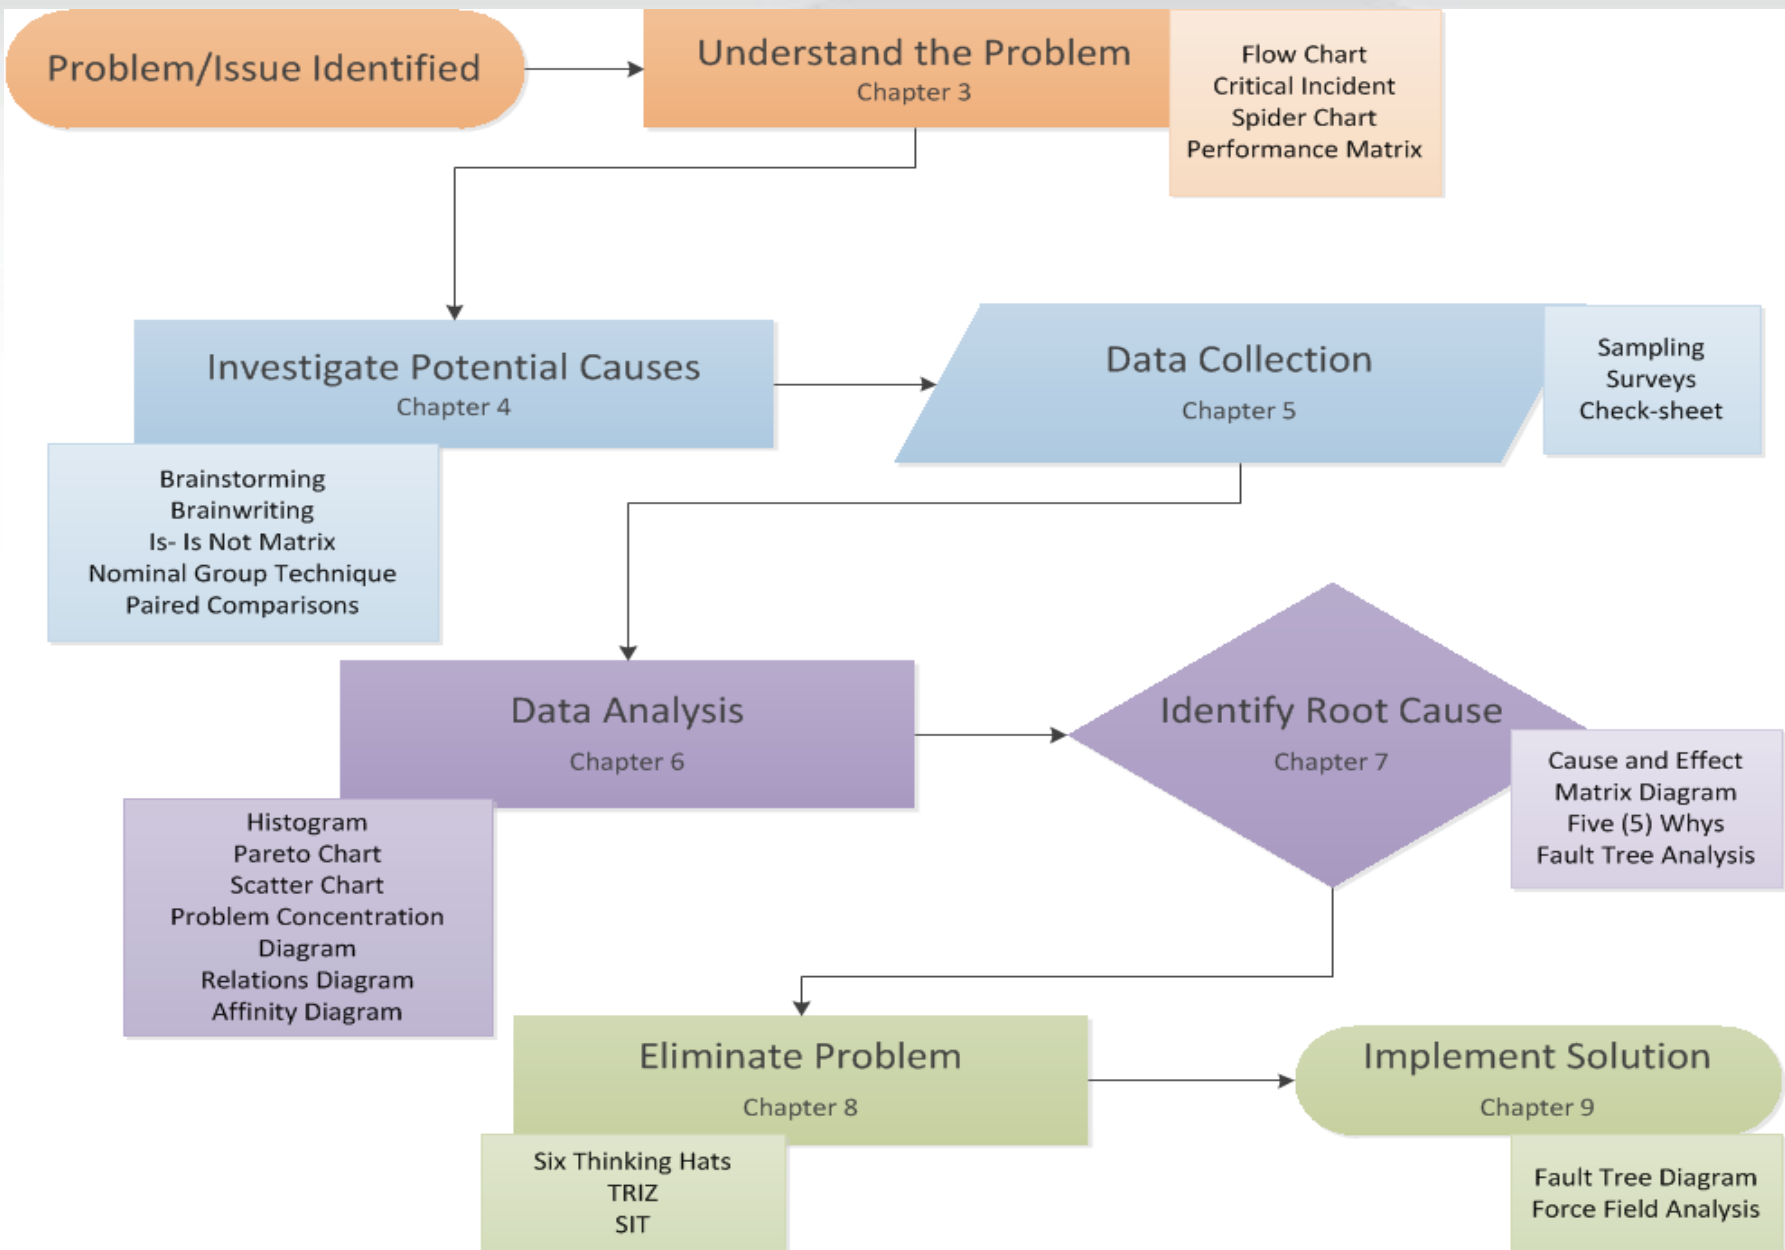 Problem/Issue Identified
Understand the Problem
Chapter 3
Flow Chart
Critical Incident
Spider Chart
Performance Matrix
Investigate Potential Causes
Chapter 4
Brainstorming
Brainwriting
Is- Is Not Matrix
Nominal Group Technique
Paired Comparisons
Data Collection
Chapter 5
Sampling
Surveys
Check-sheet
Data Analysis
Chapter 6
Histogram
Pareto Chart
Scatter Chart
Problem Concentration
Diagram
Relations Diagram
Affinity Diagram
Identify Root Cause
Chapter 7
Cause and Effect
Matrix Diagram
Five (5) Whys
Fault Tree Analysis
Eliminate Problem
Chapter 8
Six Thinking Hats
TRIZ
SIT
Implement Solution
Chapter 9
Fault Tree Diagram
Force Field Analysis